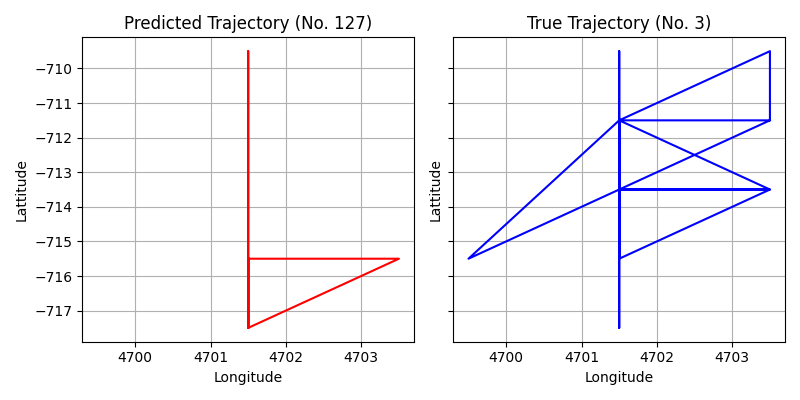 Predicted Trajectory (No. 127)
True Trajectory (No. 3)
−710
−711
−712
−713
−714
−715
−716
−717
Lattitude
Lattitude
4700
4701
4702
4703
4700
4701
4702
4703
Longitude
Longitude